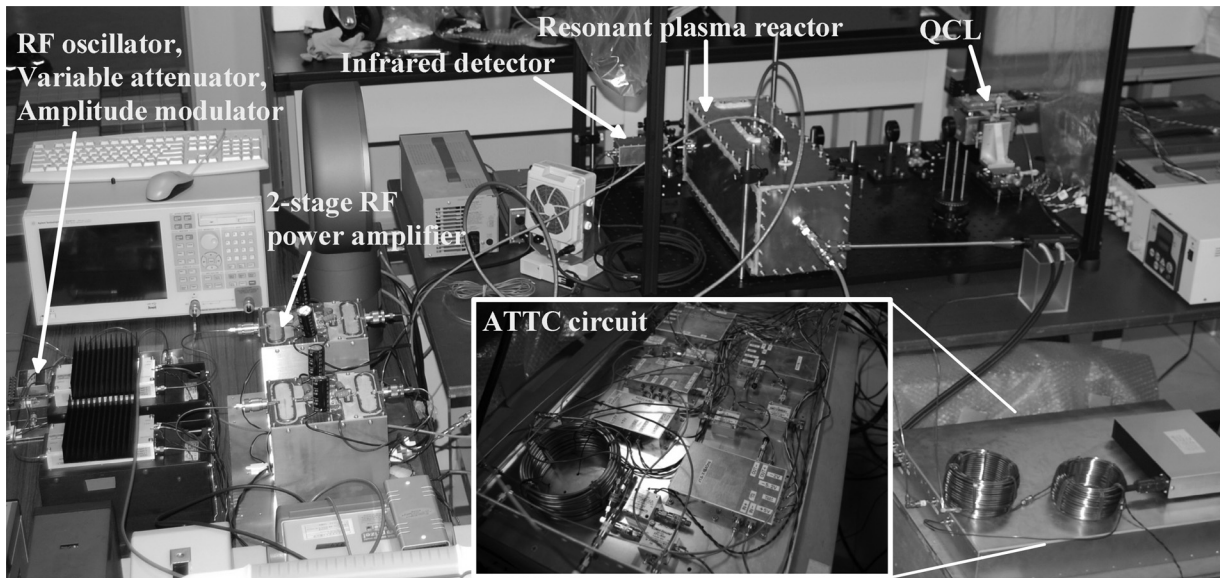 RF oscillator,
Variable attenuator,
Amplitude modulator
Infrared detector
Resonant plasma reactor
QCL
2-stage RF
power amplifier
ATTC circuit